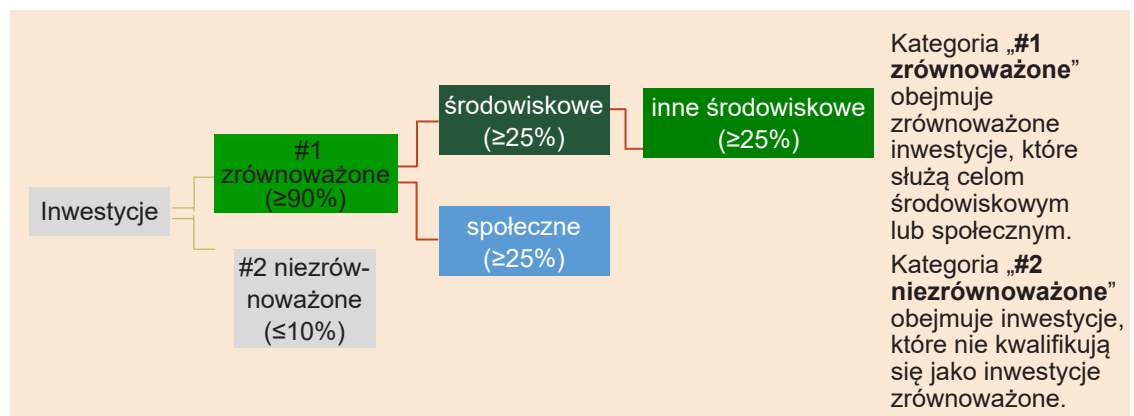 Inwestycje
#1
zrównoważone
(≥90%)
#2 niezrów-
noważone
(≤10%)
środowiskowe
(≥25%)
społeczne
(≥25%)
inne środowiskowe
(≥25%)
Kategoria „#1
zrównoważone”
obejmuje
zrównoważone
inwestycje, które
służą celom
środowiskowym
lub społecznym.
Kategoria „#2
niezrównoważone”
obejmuje inwestycje,
które nie kwalifikują
się jako inwestycje
zrównoważone.